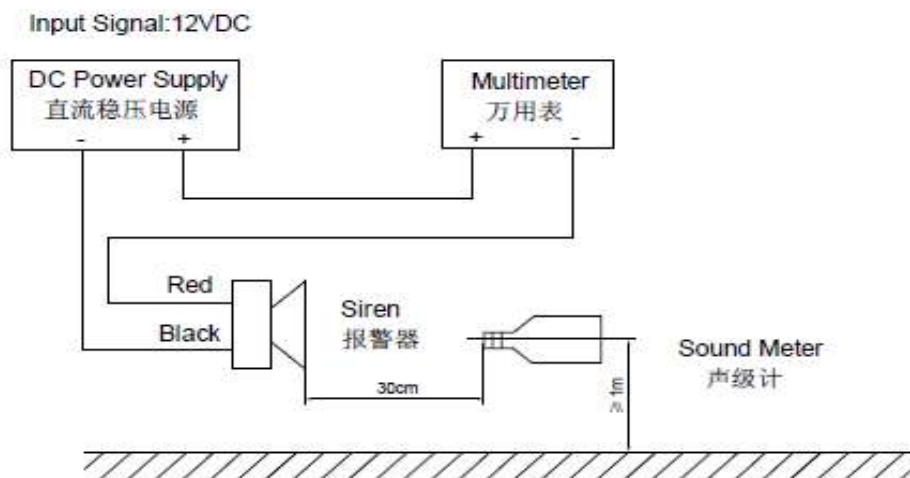 Input Signal:12VDC
DC Power Supply
直流稳压电源
- +
Multimeter
万用表
+ -
Red
Black
Siren
报警器
30cm
≥1m
Sound Meter
声级计